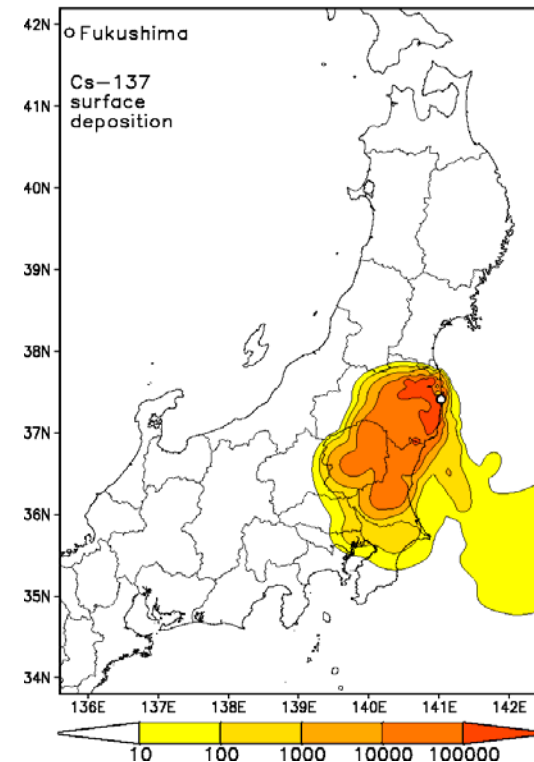 42N
Fukushima
Cs-137
surface
deposition
41N
40N
39N
38N
37N
36N
35N
34N
136E 137E 138E 139E 140E 141E 142E
10 100 1000 10000 100000